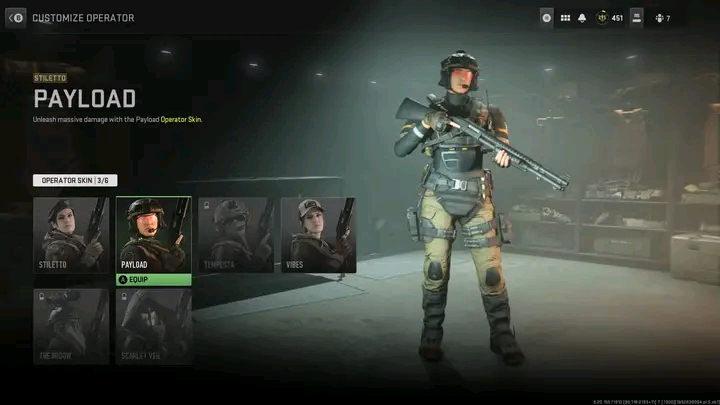 B CUSTOMIZE OPERATOR
451
7
STILETTO
PAYLOAD
Unleash massive damage with the Payload Operator Skin.
OPERATOR SKIN | 3/6
STILETTO
PAYLOAD
TEMPESTA
VIBES
A EQUIP
THE WIDOW
SCARLET VEIL